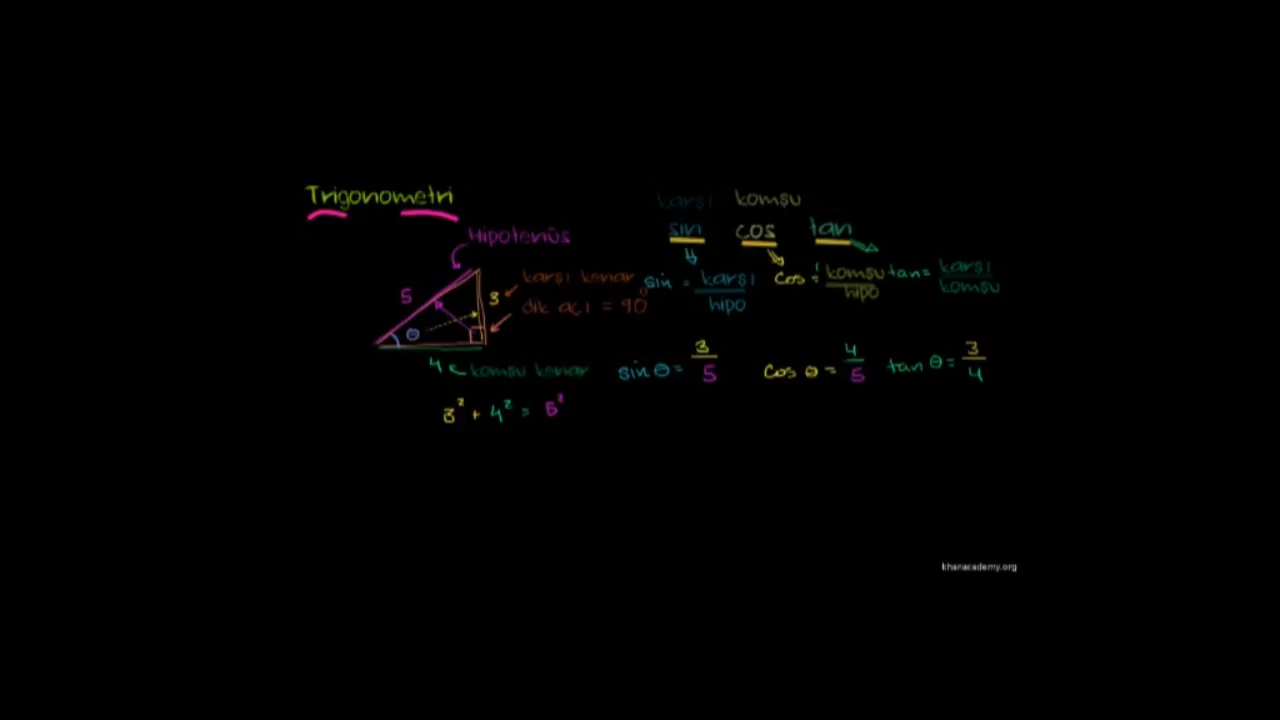 Trigonometri
karşı komşu
Hipotenüs
sin cos tan
5
3
karşı kenar
dik açı = 90°
sin = karşı / hipo
cos = komşu / hipo
tan = karşı / komşu
θ
4
komşu kenar
sin θ = 3/5
cos θ = 4/5
tan θ = 3/4
3² + 4² = 5²
khanacademy.org